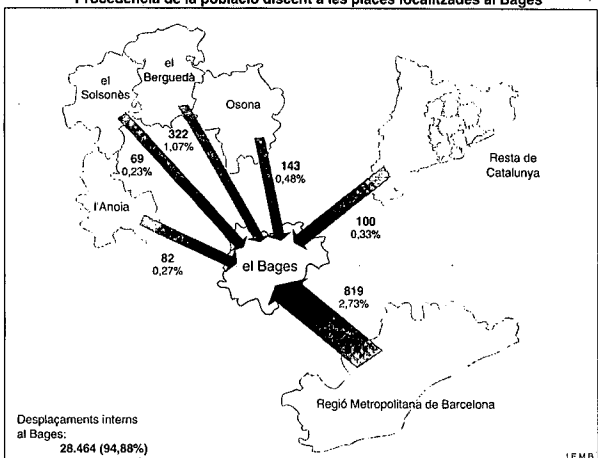 Procedència de la població discent a les places localitzades al Bages
el
Solsonès
el
Berguedà
Osona
322
1,07%
69
0,23%
143
0,48%
Resta de
Catalunya
l'Anoia
100
0,33%
82
0,27%
el Bages
819
2,73%
Regió Metropolitana de Barcelona
Desplaçaments interns
al Bages:
28.464 (94,88%)
I.E.M.B.